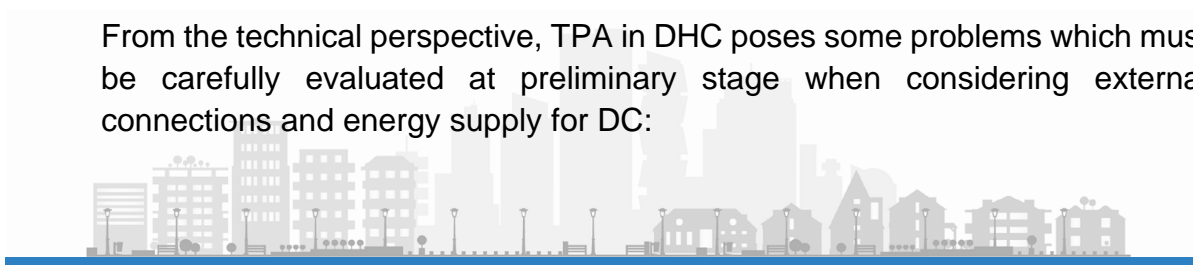 From the technical perspective, TPA in DHC poses some problems which mus
be carefully evaluated at preliminary stage when considering externa
connections and energy supply for DC: